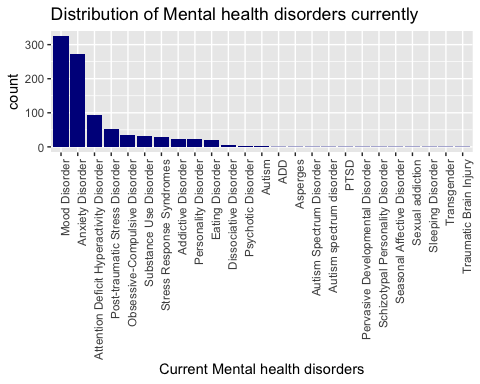 Distribution of Mental health disorders currently
count
300
200
100
0
Mood Disorder
Anxiety Disorder
Attention Deficit Hyperactivity Disorder
Post-traumatic Stress Disorder
Obsessive-Compulsive Disorder
Substance Use Disorder
Stress Response Syndromes
Addictive Disorder
Personality Disorder
Eating Disorder
Dissociative Disorder
Psychotic Disorder
Autism
ADD
Asperges
Autism Spectrum Disorder
Autism spectrum disorder
PTSD
Pervasive Developmental Disorder
Schizotypal Personality Disorder
Seasonal Affective Disorder
Sexual addiction
Sleeping Disorder
Transgender
Traumatic Brain Injury
Current Mental health disorders